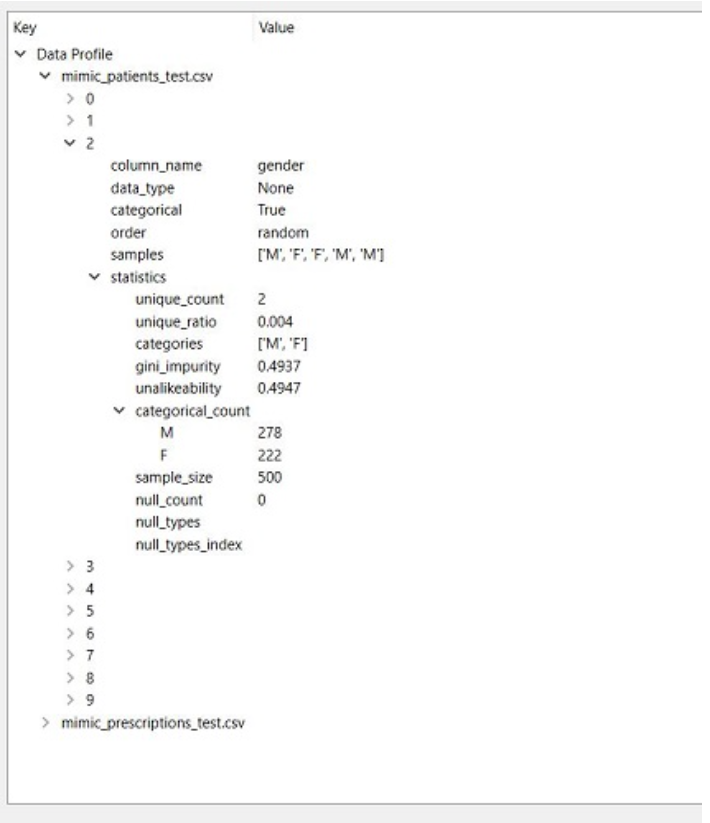 Key Value
Data Profile
mimic_patients_test.csv
0
1
2
column_name gender
data_type None
categorical True
order random
samples ['M', 'F', 'F', 'M', 'M']
statistics
unique_count 2
unique_ratio 0.004
categories ['M', 'F']
gini_impurity 0.4937
unalikeability 0.4947
categorical_count
M 278
F 222
sample_size 500
null_count 0
null_types
null_types_index
3
4
5
6
7
8
9
mimic_prescriptions_test.csv